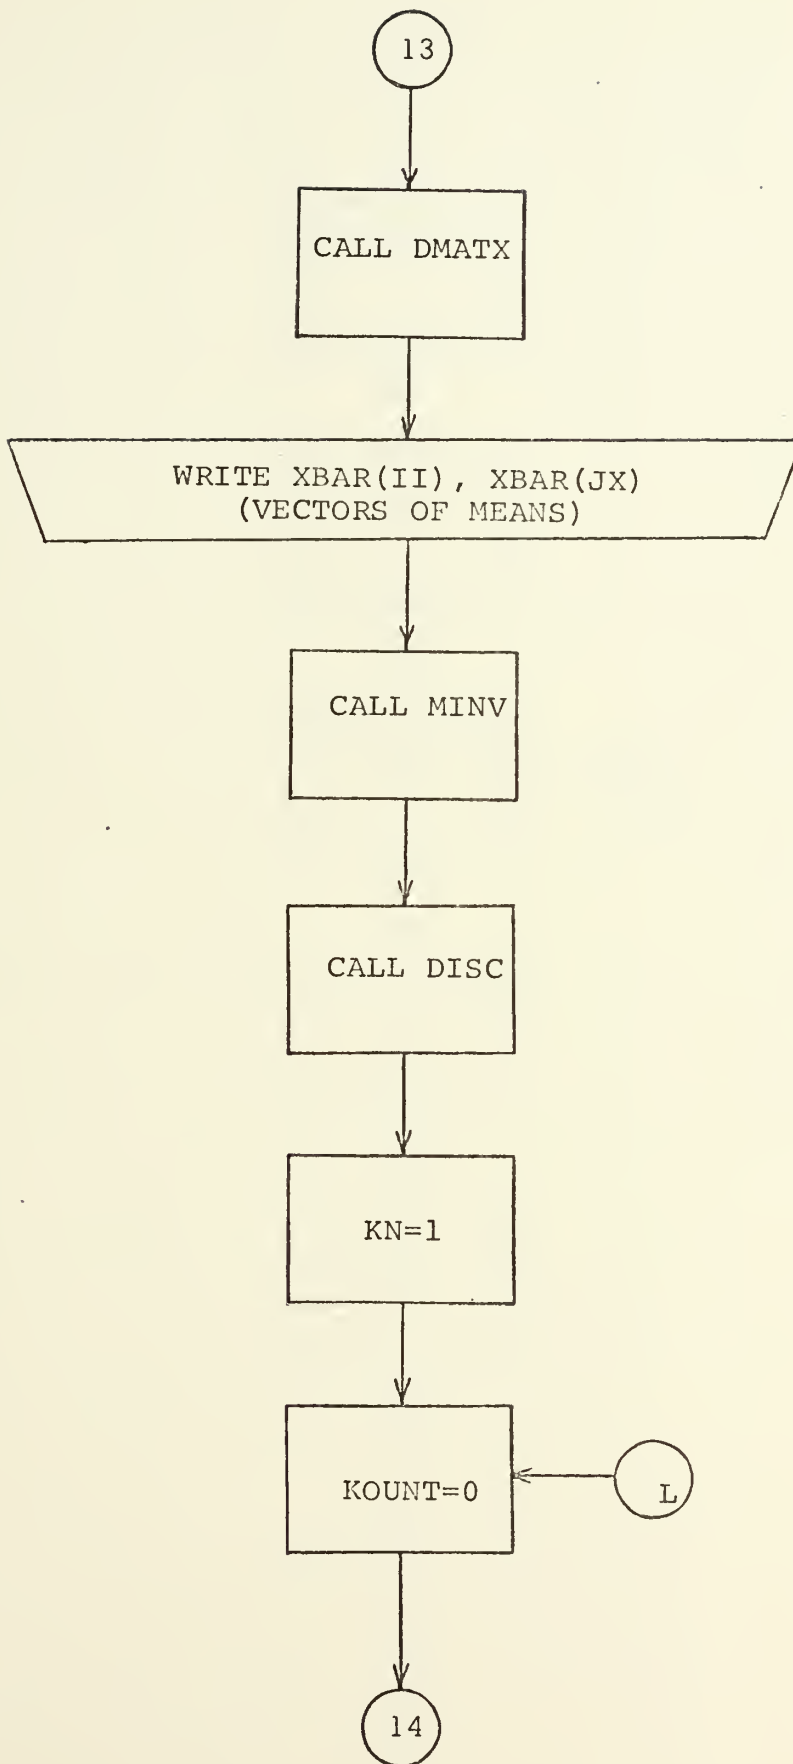 13
CALL DMATX
WRITE XBAR(II), XBAR(JX)
(VECTORS OF MEANS)
CALL MINV
CALL DISC
KN=1
KOUNT=0
L
14